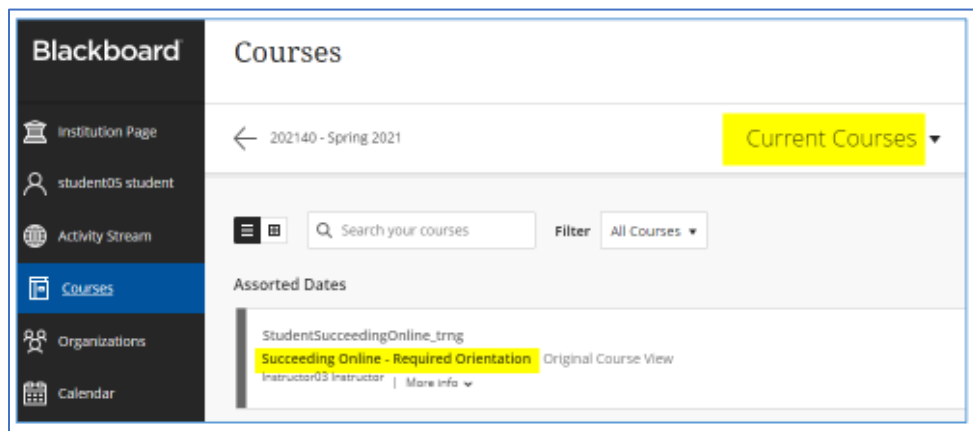 Blackboard
Courses
Institution Page
202140 - Spring 2021
Current Courses
student05 student
Activity Stream
Search your courses
Filter
All Courses
Courses
Assorted Dates
Organizations
StudentSucceedingOnline_trng
Succeeding Online - Required Orientation Original Course View
Instructor03 Instructor | More info
Calendar